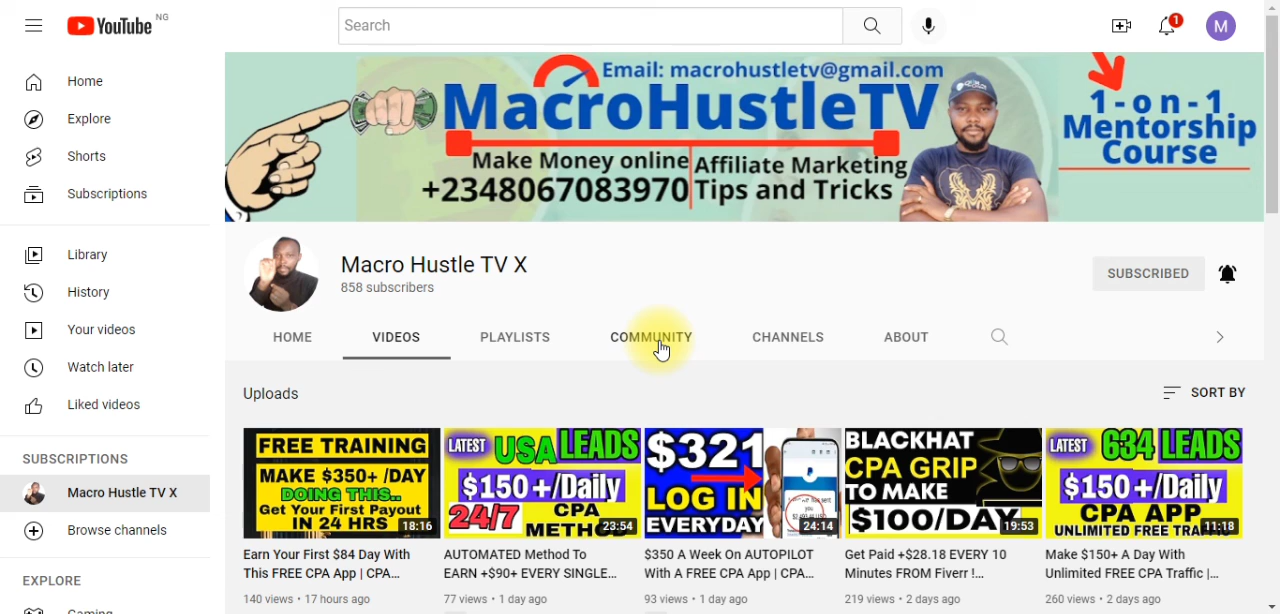 YouTube NG
Search
1
M
Home
Explore
Shorts
Subscriptions
Library
History
Your videos
Watch later
Liked videos
SUBSCRIPTIONS
Macro Hustle TV X
Browse channels
EXPLORE
Gaming
Email: macrohustletv@gmail.com
MacroHustleTV
Make Money online
+2348067083970
Affiliate Marketing
Tips and Tricks
1-on-1
Mentorship
Course
Macro Hustle TV X
858 subscribers
SUBSCRIBED
HOME VIDEOS PLAYLISTS COMMUNITY CHANNELS ABOUT
Uploads
SORT BY
FREE TRAINING
MAKE $350+ /DAY
DOING THIS..
Get Your First Payout
IN 24 HRS
18:16
Earn Your First $84 Day With
This FREE CPA App | CPA...
140 views • 17 hours ago
LATEST USA LEADS
$150+/Daily
24/7 CPA
METHOD
23:54
AUTOMATED Method To
EARN +$90+ EVERY SINGLE...
77 views • 1 day ago
$321
LOG IN
EVERYDAY
24:14
$350 A Week On AUTOPILOT
With A FREE CPA App | CPA...
93 views • 1 day ago
BLACKHAT
CPA GRIP
TO MAKE
$100/DAY
19:53
Get Paid +$28.18 EVERY 10
Minutes FROM Fiverr !...
219 views • 2 days ago
LATEST 634 LEADS
$150+/Daily
CPA APP
UNLIMITED FREE TRAFFIC
11:18
Make $150+ A Day With
Unlimited FREE CPA Traffic |...
260 views • 2 days ago